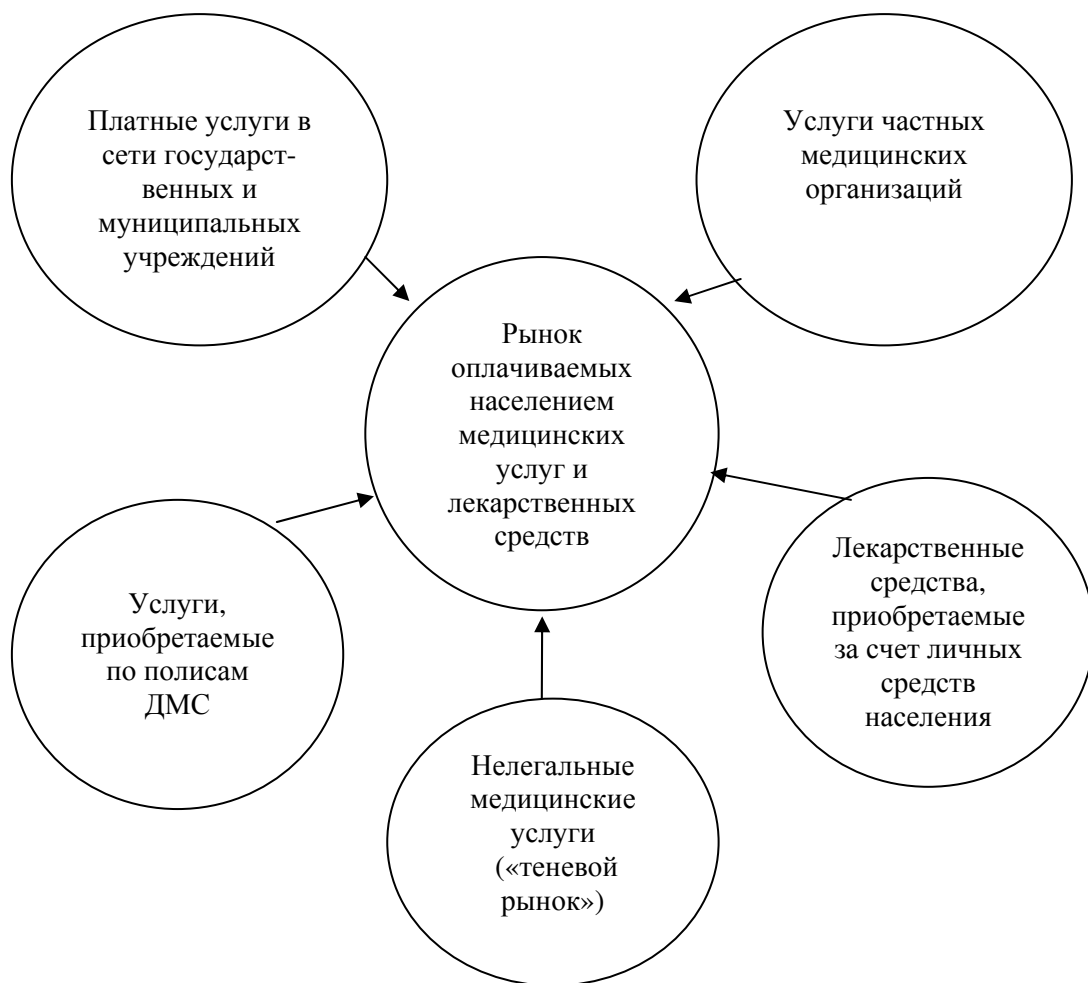 Платные услуги в
сети государст-
венных и
муниципальных
учреждений
Услуги частных
медицинских
организаций
Рынок
оплачиваемых
населением
медицинских
услуг и
лекарственных
средств
Услуги,
приобретаемые
по полисам
ДМС
Лекарственные
средства,
приобретаемые
за счет личных
средств
населения
Нелегальные
медицинские
услуги
(«теневой
рынок»)